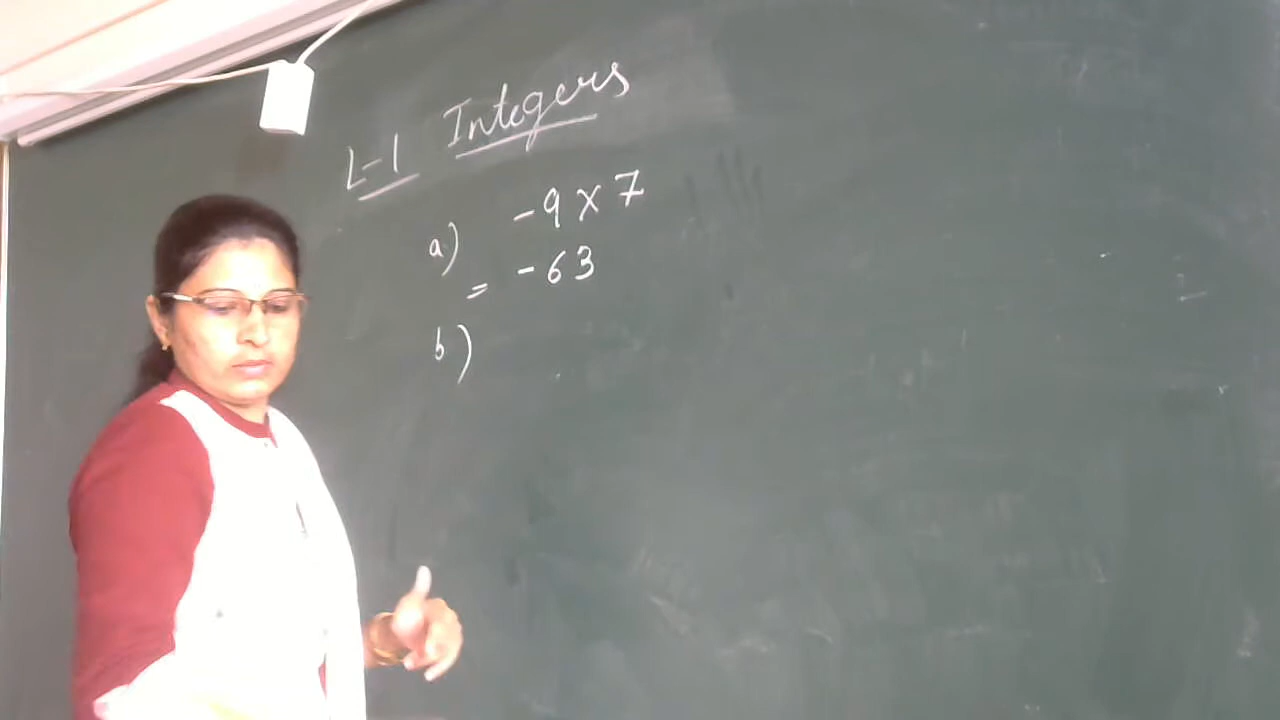 L-1 Integers
a) -9 x 7
= -63
b)